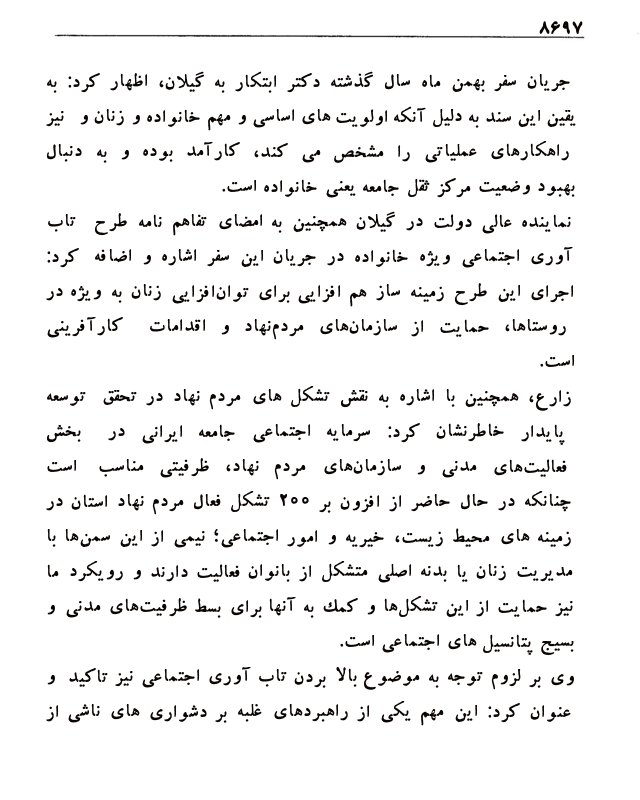 ۸۶۹۷
جریان سفر بهمن ماه سال گذشته دکتر ابتکار به گیلان، اظهار کرد: به
یقین این سند به دلیل آنکه اولویت های اساسی و مهم خانواده و زنان و نیز
راهکارهای عملیاتی را مشخص می کند، کارآمد بوده و به دنبال
بهبود وضعیت مرکز ثقل جامعه یعنی خانواده است.
نماینده عالی دولت در گیلان همچنین به امضای تفاهم نامه طرح تاب
آوری اجتماعی ویژه خانواده در جریان این سفر اشاره و اضافه کرد:
اجرای این طرح زمینه ساز هم افزایی برای توان‌افزایی زنان به ویژه در
روستاها، حمایت از سازمان‌های مردم‌نهاد و اقدامات کارآفرینی
است.
زارع، همچنین با اشاره به نقش تشکل های مردم نهاد در تحقق توسعه
پایدار خاطرنشان کرد: سرمایه اجتماعی جامعه ایرانی در بخش
فعالیت‌های مدنی و سازمان‌های مردم نهاد، ظرفیتی مناسب است
چنانکه در حال حاضر از افزون بر ۲۰۰ تشکل فعال مردم نهاد استان در
زمینه های محیط زیست، خیریه و امور اجتماعی؛ نیمی از این سمن‌ها با
مدیریت زنان یا بدنه اصلی متشکل از بانوان فعالیت دارند و رویکرد ما
نیز حمایت از این تشکل‌ها و کمك به آنها برای بسط ظرفیت‌های مدنی و
بسیج پتانسیل های اجتماعی است.
وی بر لزوم توجه به موضوع بالا بردن تاب آوری اجتماعی نیز تاکید و
عنوان کرد: این مهم یکی از راهبردهای غلبه بر دشواری های ناشی از